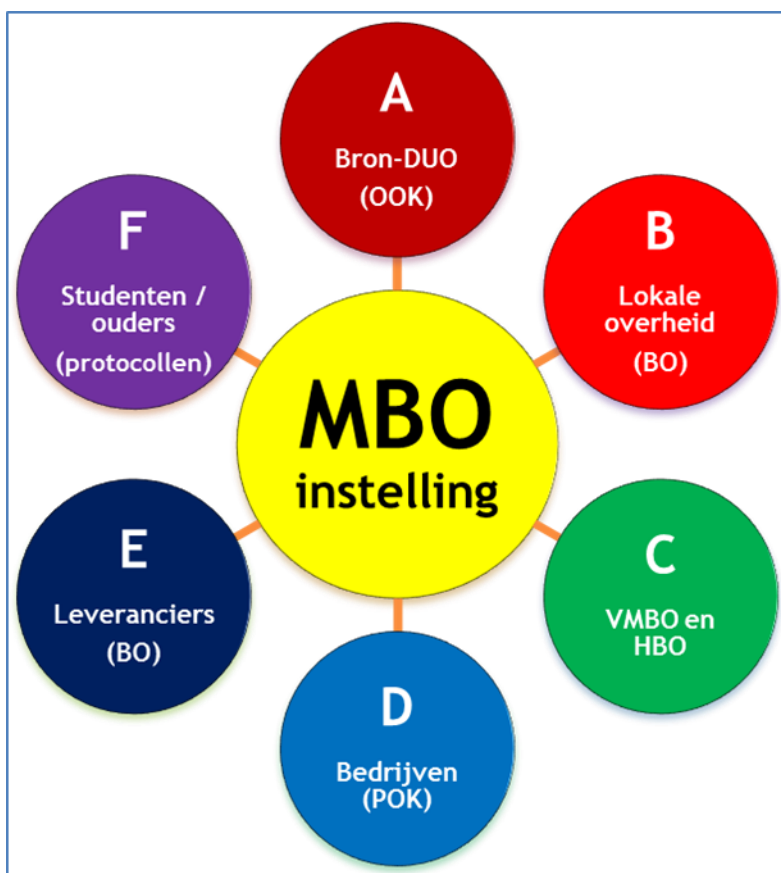 A
Bron-DUO
(OOK)
B
Lokale
overheid
(BO)
C
VMBO en
HBO
D
Bedrijven
(POK)
E
Leveranciers
(BO)
F
Studenten /
ouders
(protocollen)
MBO
instelling